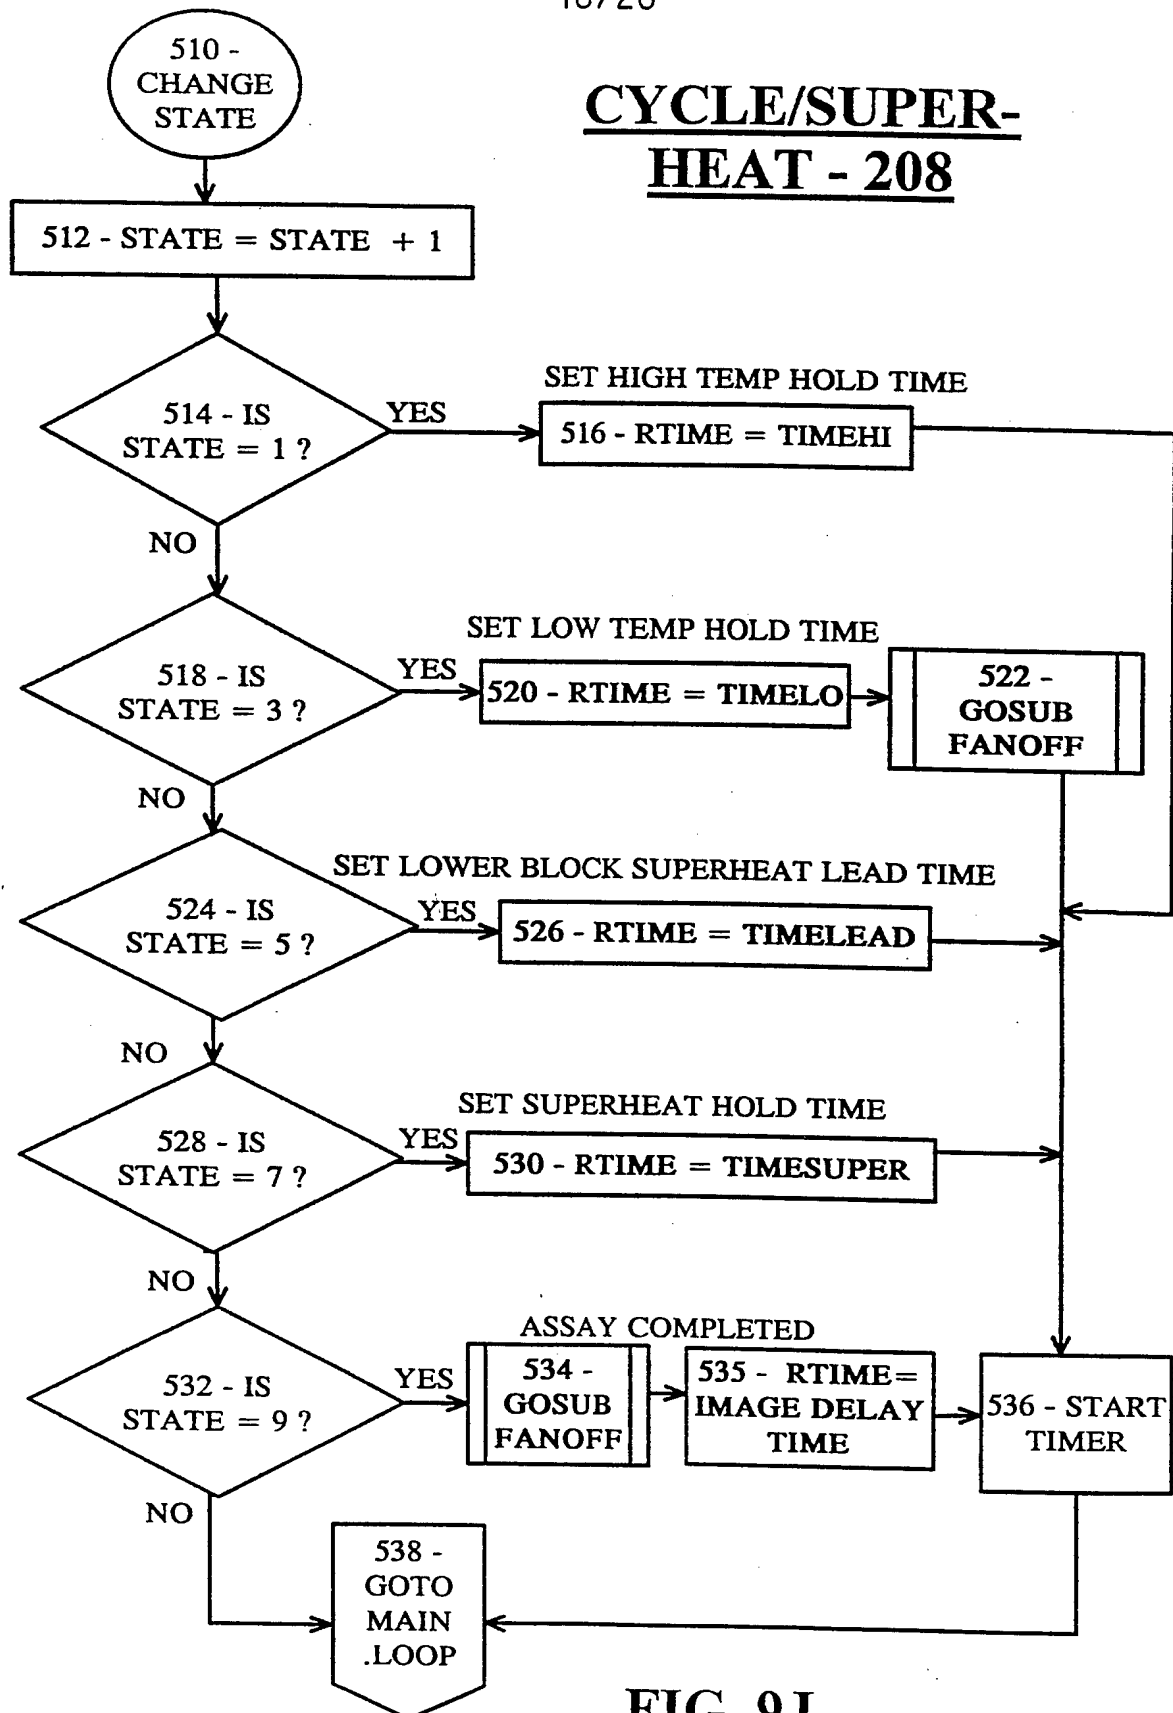 510 -
CHANGE
STATE
CYCLE/SUPER-
HEAT - 208
512 - STATE = STATE + 1
514 - IS
STATE = 1 ?
YES
SET HIGH TEMP HOLD TIME
516 - RTIME = TIMEHI
NO
518 - IS
STATE = 3 ?
YES
SET LOW TEMP HOLD TIME
520 - RTIME = TIMELO
522 -
GOSUB
FANOFF
NO
524 - IS
STATE = 5 ?
YES
SET LOWER BLOCK SUPERHEAT LEAD TIME
526 - RTIME = TIMELEAD
NO
528 - IS
STATE = 7 ?
YES
SET SUPERHEAT HOLD TIME
530 - RTIME = TIMESUPER
NO
532 - IS
STATE = 9 ?
YES
ASSAY COMPLETED
534 -
GOSUB
FANOFF
535 - RTIME=
IMAGE DELAY
TIME
536 - START
TIMER
NO
538 -
GOTO
MAIN
.LOOP